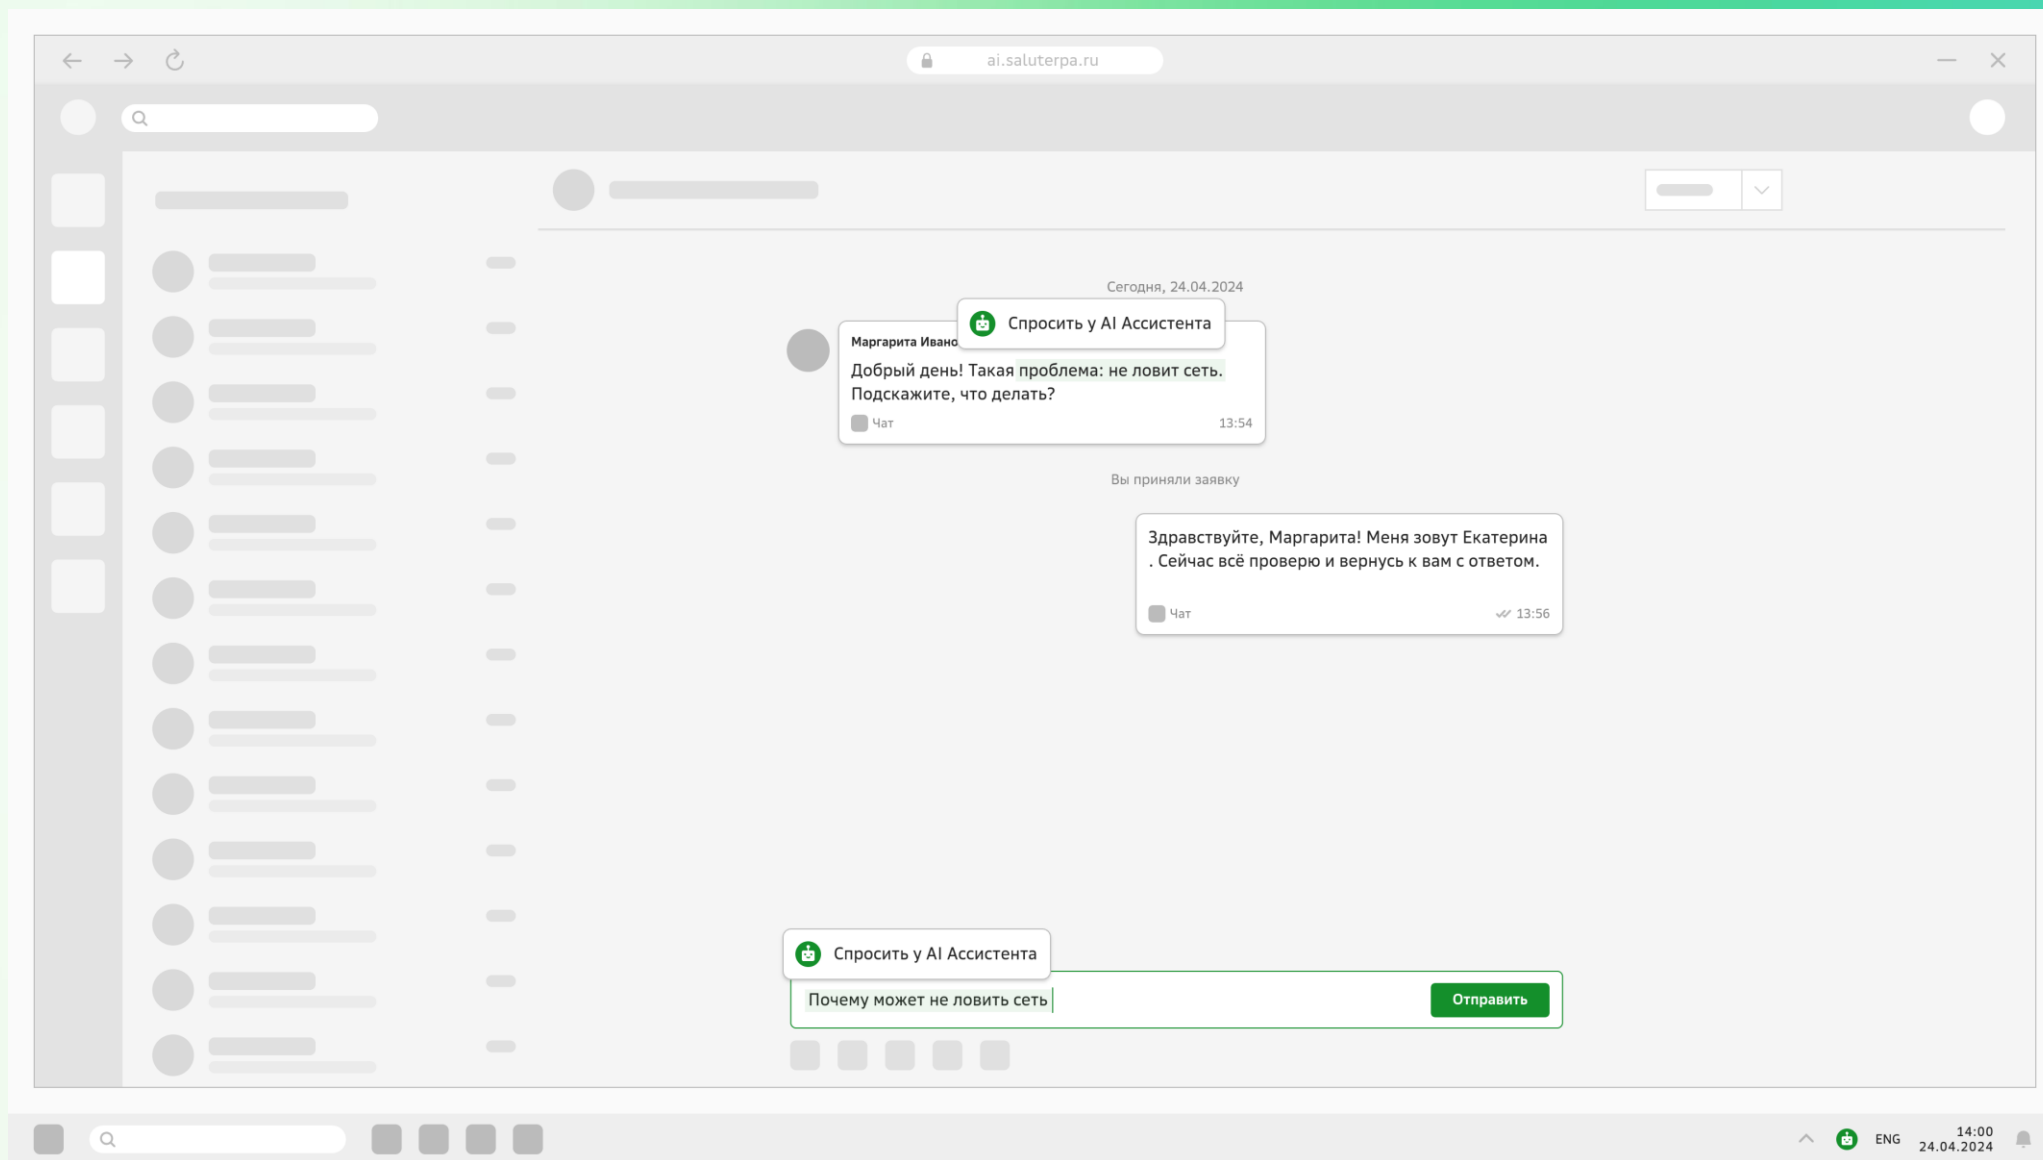 ai.saluterpa.ru
Сегодня, 24.04.2024
Спросить у AI Ассистента
Маргарита
Добрый день! Такая проблема: не ловит сеть.
Подскажите, что делать?
Чат 13:54
Вы приняли заявку
Здравствуйте, Маргарита! Меня зовут Екатерина
. Сейчас всё проверю и вернусь к вам с ответом.
Чат 13:56
Спросить у AI Ассистента
Почему может не ловить сеть
Отправить
ENG
14:00
24.04.2024